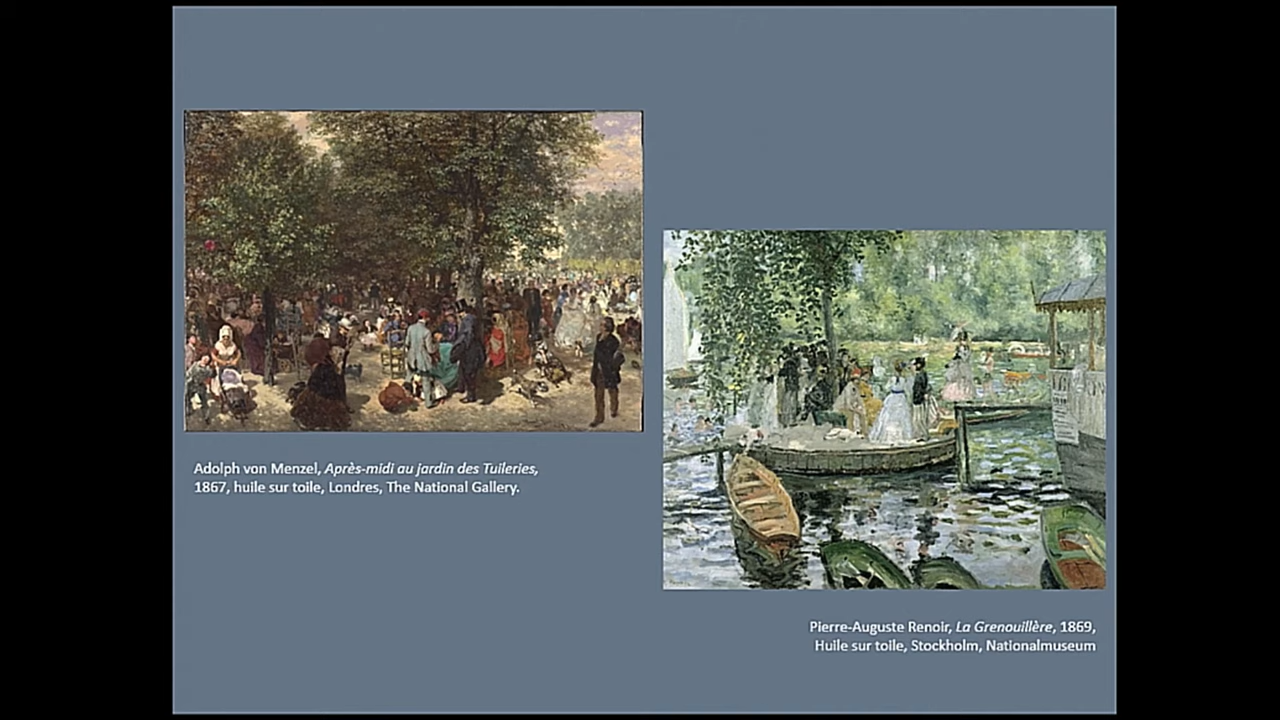 Adolph von Menzel, Après-midi au jardin des Tuileries,
1867, huile sur toile, Londres, The National Gallery.
Pierre-Auguste Renoir, La Grenouillère, 1869,
Huile sur toile, Stockholm, Nationalmuseum